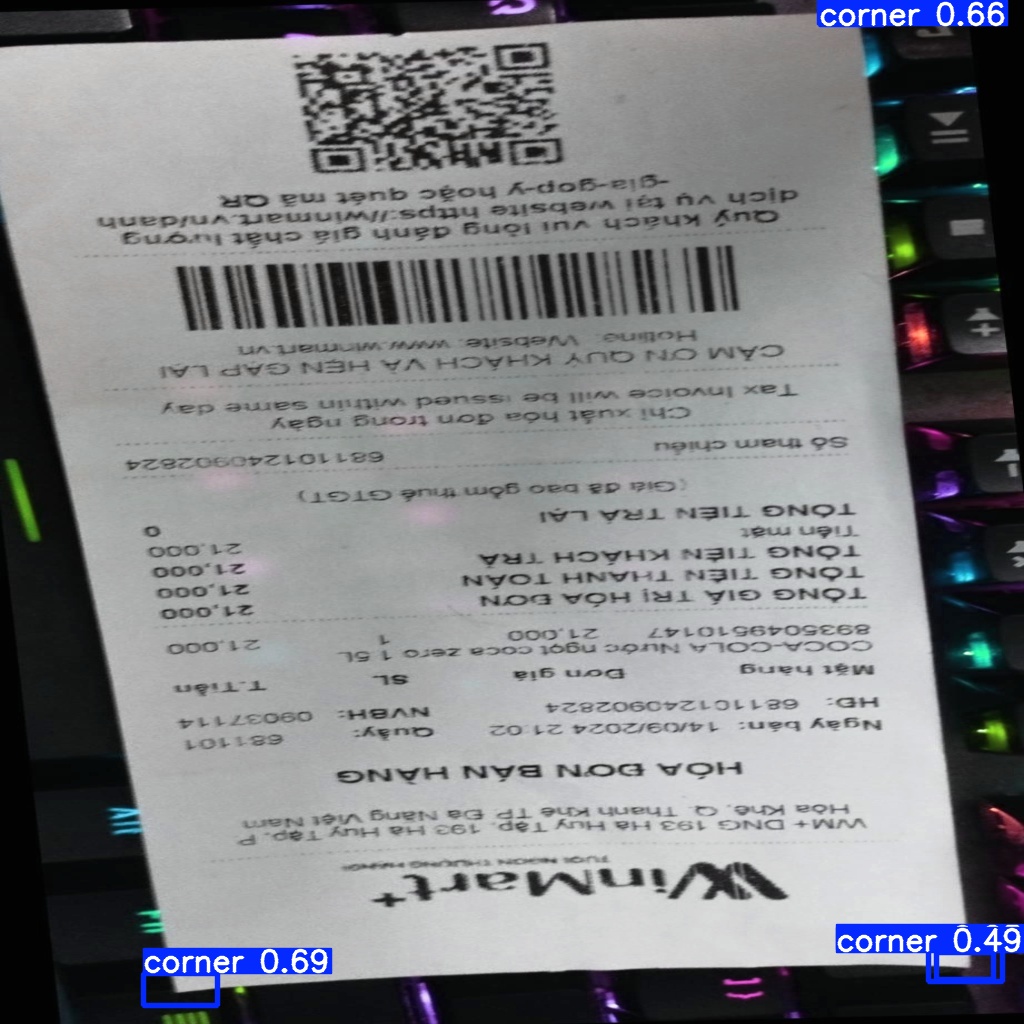 WinMart+
TƯƠI NGON THƯỢNG HẠNG
WM+ DNG 193 Hà Huy Tập, 193 Hà Huy Tập, P.
Hòa Khê, Q. Thanh Khê TP. Đà Nẵng Việt Nam
HÓA ĐƠN BÁN HÀNG
Ngày bán: 14/09/2024 21:02 Quầy: 681101
HĐ: 681101240902824 NVBH: 09037114
Mặt hàng Đơn giá SL T.Tiền
COCA-COLA Nước ngọt coca zero 1.5L
8935049510147 21,000 1 21,000
TỔNG GIÁ TRỊ HÓA ĐƠN 21,000
TỔNG TIỀN THANH TOÁN 21,000
TỔNG TIỀN KHÁCH TRẢ 21,000
Tiền mặt 21,000
TỔNG TIỀN TRẢ LẠI 0
(Giá đã bao gồm thuế GTGT)
Số tham chiếu 681101240902824
Chỉ xuất hóa đơn trong ngày
Tax Invoice will be issued within same day
CẢM ƠN QUÝ KHÁCH VÀ HẸN GẶP LẠI
Hotline: Website: www.winmart.vn
Quý khách vui lòng đánh giá chất lượng
dịch vụ tại website https://winmart.vn/danh
-gia-gop-y hoặc quét mã QR
corner 0.66
corner 0.69
corner 0.49